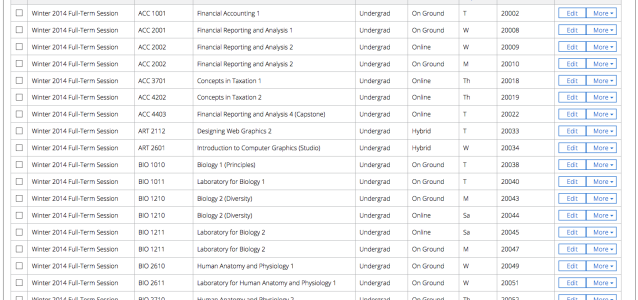 Winter 2014 Full-Term Session ACC 1001 Financial Accounting 1 Undergrad On Ground T 20002 Edit More
Winter 2014 Full-Term Session ACC 2001 Financial Reporting and Analysis 1 Undergrad On Ground W 20008 Edit More
Winter 2014 Full-Term Session ACC 2002 Financial Reporting and Analysis 2 Undergrad Online W 20009 Edit More
Winter 2014 Full-Term Session ACC 2002 Financial Reporting and Analysis 2 Undergrad On Ground M 20010 Edit More
Winter 2014 Full-Term Session ACC 3701 Concepts in Taxation 1 Undergrad Online Th 20018 Edit More
Winter 2014 Full-Term Session ACC 4202 Concepts in Taxation 2 Undergrad Online Th 20019 Edit More
Winter 2014 Full-Term Session ACC 4403 Financial Reporting and Analysis 4 (Capstone) Undergrad Online T 20022 Edit More
Winter 2014 Full-Term Session ART 2112 Designing Web Graphics 2 Undergrad Hybrid T 20033 Edit More
Winter 2014 Full-Term Session ART 2601 Introduction to Computer Graphics (Studio) Undergrad Hybrid W 20034 Edit More
Winter 2014 Full-Term Session BIO 1010 Biology 1 (Principles) Undergrad On Ground T 20038 Edit More
Winter 2014 Full-Term Session BIO 1011 Laboratory for Biology 1 Undergrad On Ground T 20040 Edit More
Winter 2014 Full-Term Session BIO 1210 Biology 2 (Diversity) Undergrad On Ground M 20043 Edit More
Winter 2014 Full-Term Session BIO 1210 Biology 2 (Diversity) Undergrad Online Sa 20044 Edit More
Winter 2014 Full-Term Session BIO 1211 Laboratory for Biology 2 Undergrad Online Sa 20045 Edit More
Winter 2014 Full-Term Session BIO 1211 Laboratory for Biology 2 Undergrad On Ground M 20047 Edit More
Winter 2014 Full-Term Session BIO 2610 Human Anatomy and Physiology 1 Undergrad On Ground W 20049 Edit More
Winter 2014 Full-Term Session BIO 2611 Laboratory for Human Anatomy and Physiology 1 Undergrad On Ground W 20051 Edit More
Winter 2014 Full-Term Session BIO 2710 Human Anatomy and Physiology 2 Undergrad On Ground Th Edit More